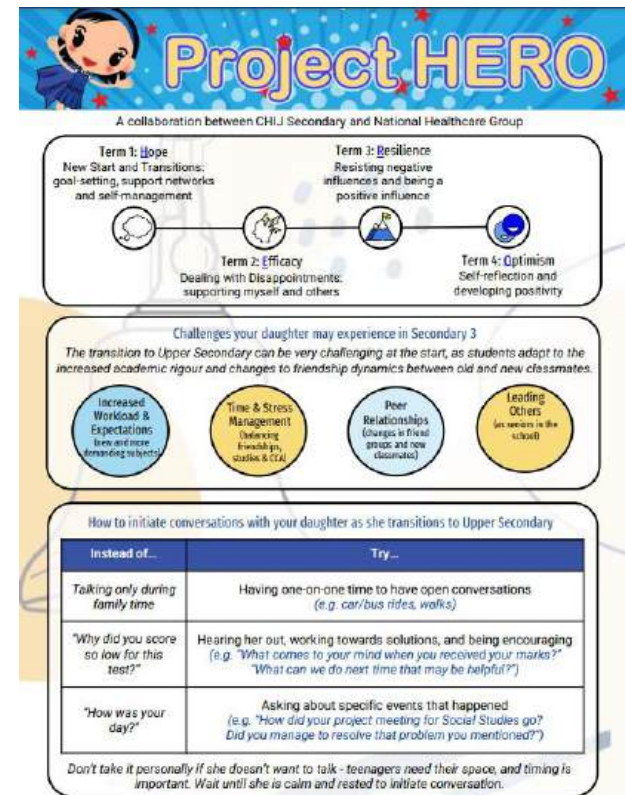 Project HERO
A collaboration between CHIJ Secondary and National Healthcare Group
Term 1: Hope
New Start and Transitions:
goal-setting, support networks
and self-management
Term 3: Resilience
Resisting negative
influences and being a
positive influence
Term 2: Efficacy
Dealing with Disappointments:
supporting myself and others
Term 4: Optimism
Self-reflection and
developing positivity
Challenges your daughter may experience in Secondary 3
The transition to Upper Secondary can be very challenging at the start, as students adapt to the
increased academic rigour and changes to friendship dynamics between old and new classmates.
Increased
Workload &
Expectations
(new and more
demanding subjects)
Time & Stress
Management
(balancing
friendships,
studies & CCA)
Peer
Relationships
(changes in friend
groups and new
classmates)
Leading
Others
(as seniors in the
school)
How to initiate conversations with your daughter as she transitions to Upper Secondary
Instead of...
Try...
Talking only during
family time
Having one-on-one time to have open conversations
(e.g. car/bus rides, walks)
"Why did you score
so low for this
test?"
Hearing her out, working towards solutions, and being encouraging
(e.g. "What comes to your mind when you received your marks?"
"What can we do next time that may be helpful?")
"How was your
day?"
Asking about specific events that happened
(e.g. "How did your project meeting for Social Studies go?
Did you manage to resolve that problem you mentioned?")
Don't take it personally if she doesn't want to talk - teenagers need their space, and timing is
important. Wait until she is calm and rested to initiate conversation.